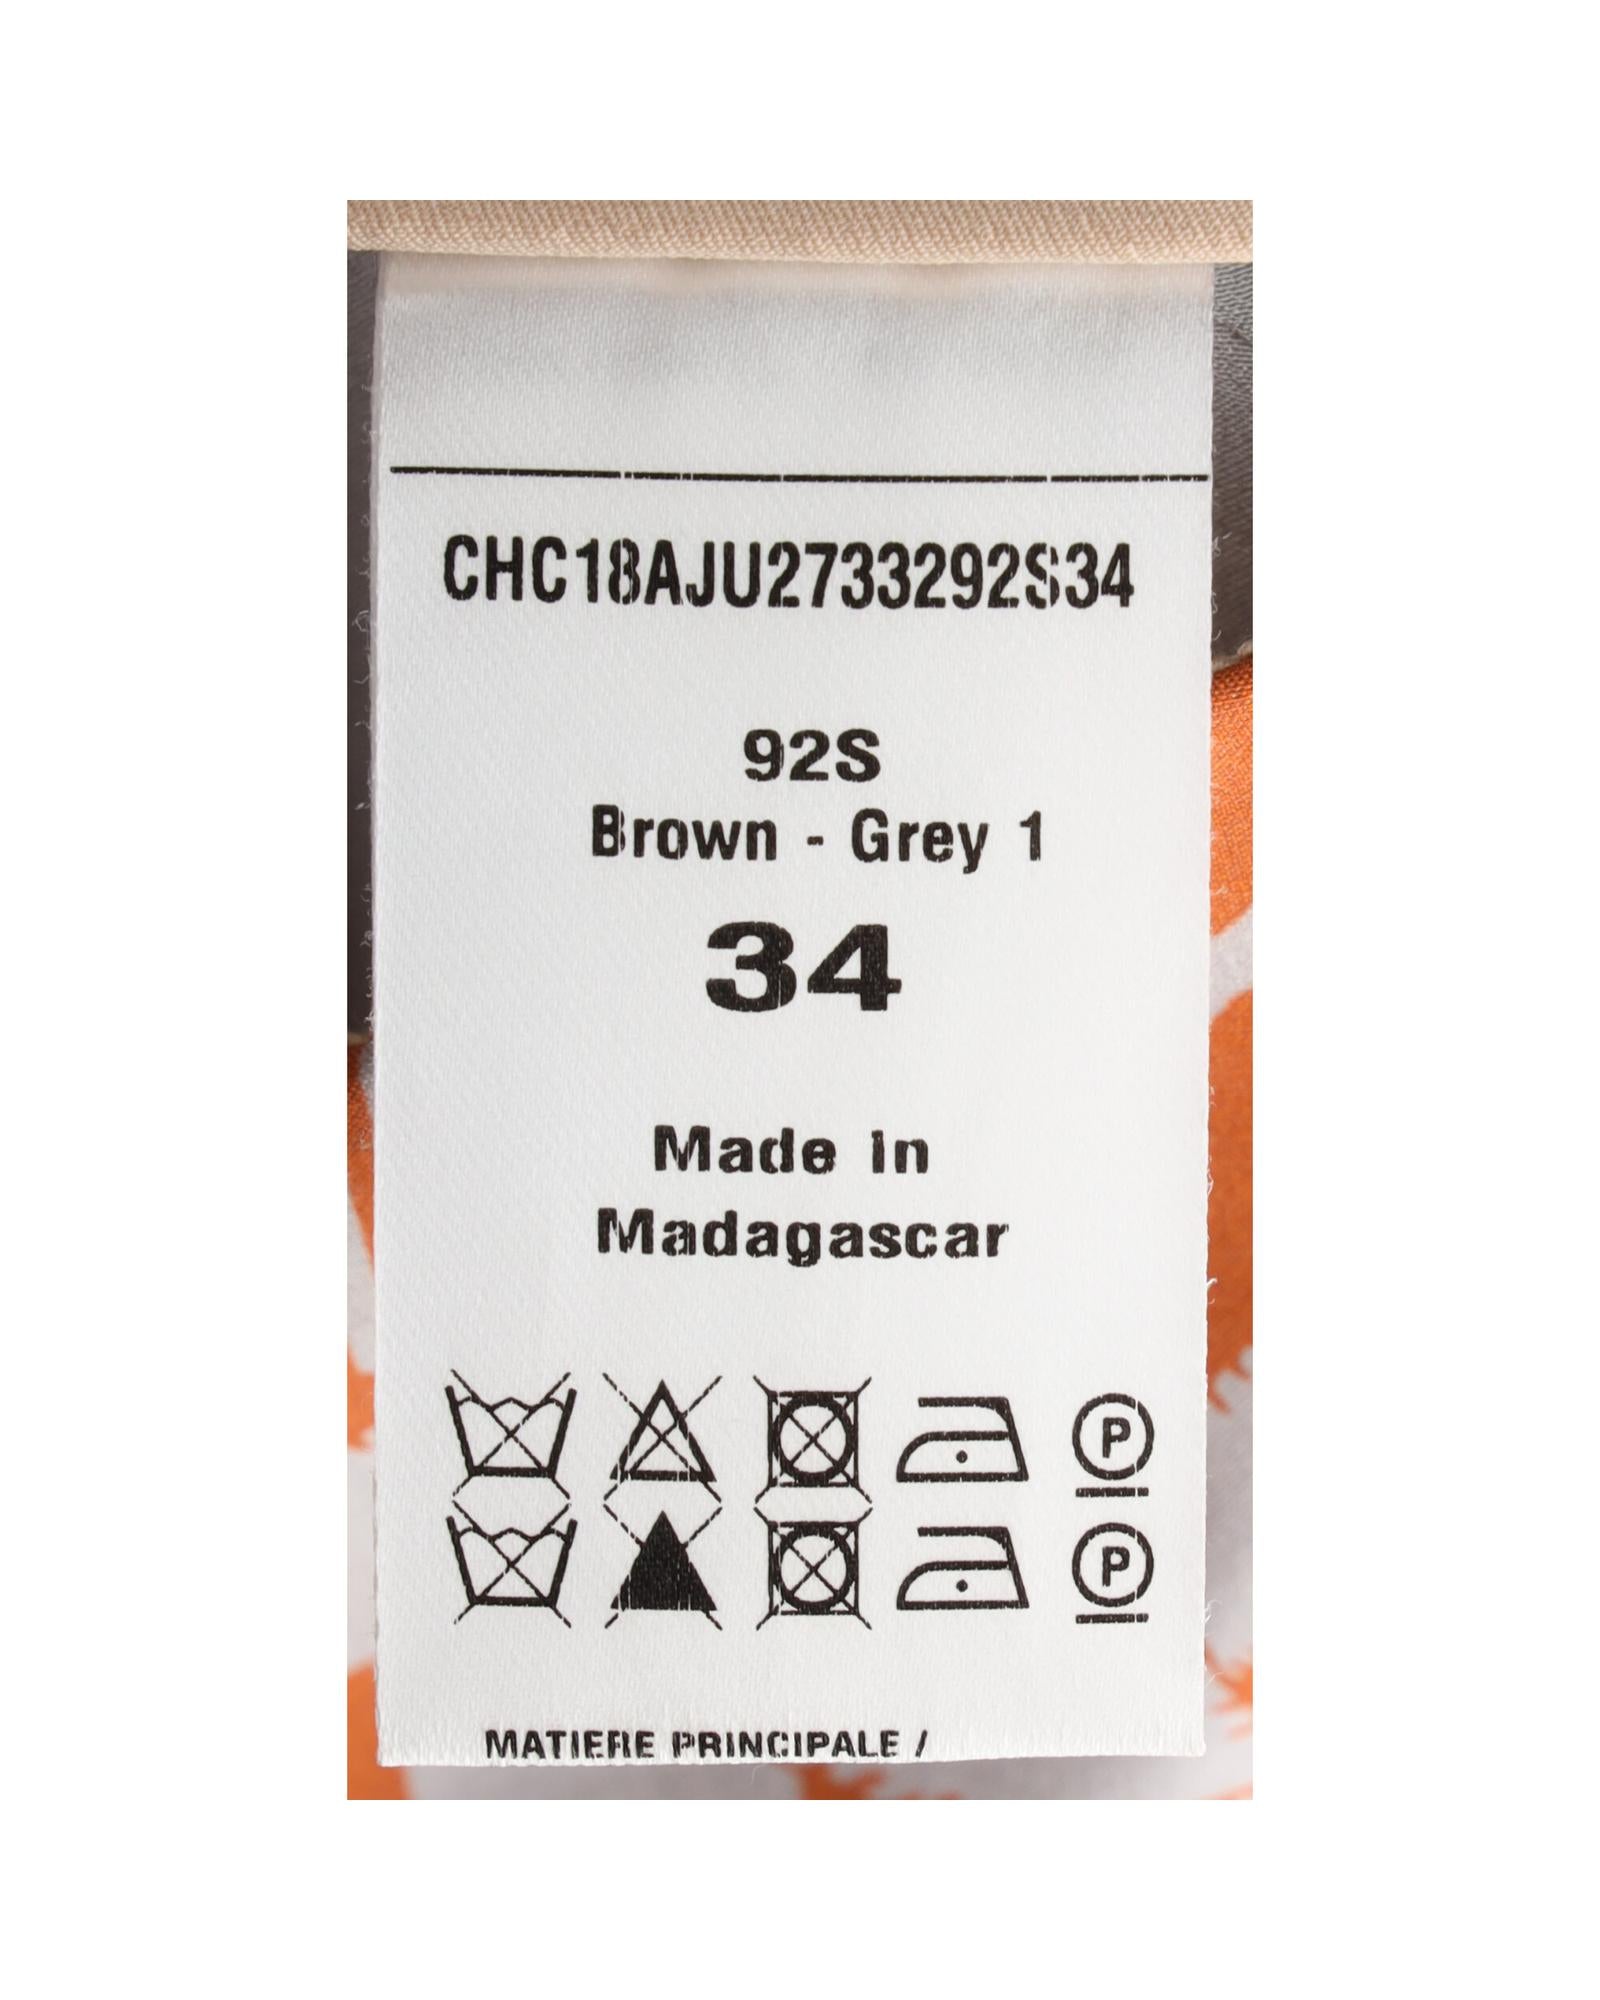 CHC18AJU2733292S34
92S
Brown - Grey 1
34
Made in
Madagascar
P
P
MATIERE PRINCIPALE /